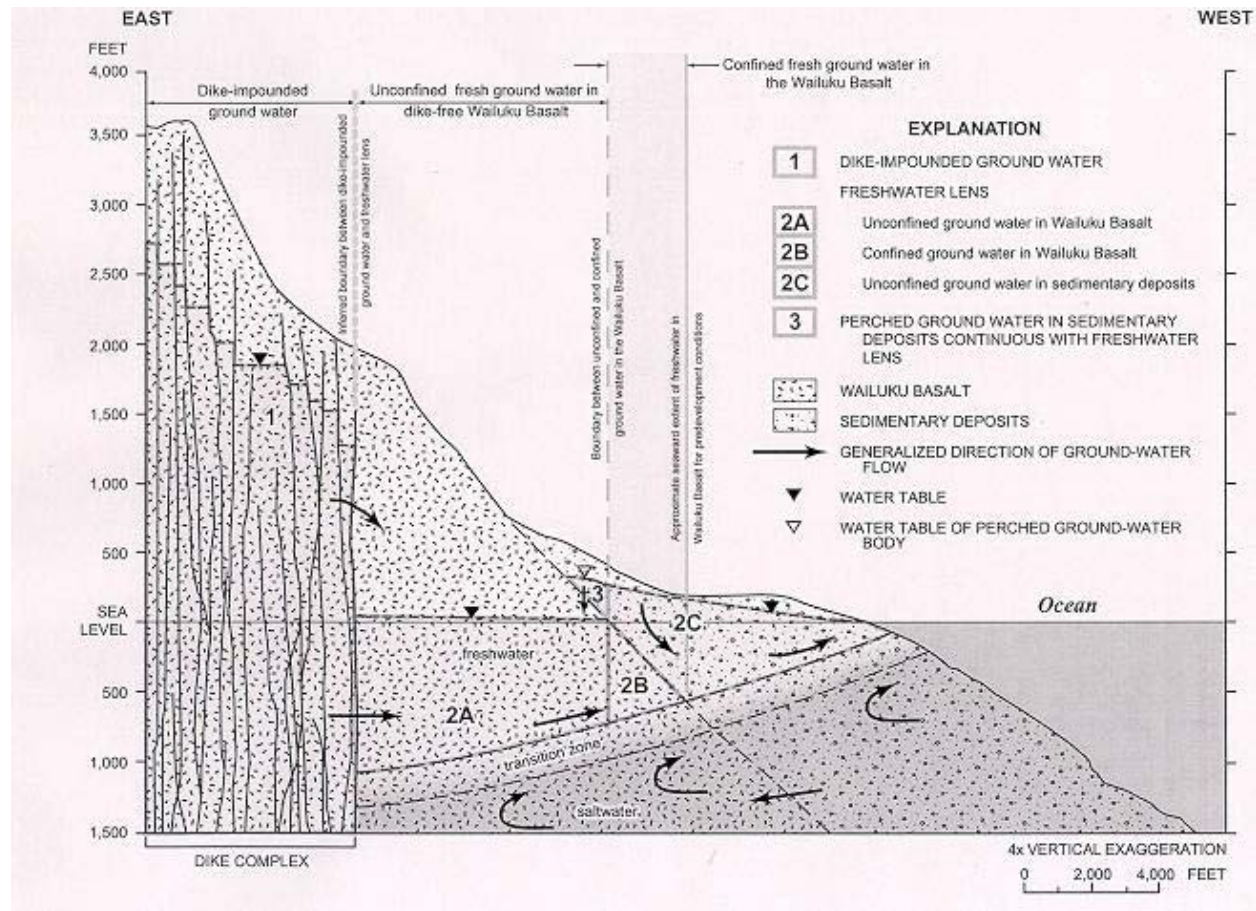 EAST
WEST
FEET
4,000
3,500
3,000
2,500
2,000
1,500
1,000
500
SEA
LEVEL
500
1,000
1,500
Dike-impounded
ground water
Unconfined fresh ground water in
dike-free Wailuku Basalt
Confined fresh ground water in
the Wailuku Basalt
Inferred boundary between dike-impounded
ground water and freshwater lens
Boundary between unconfined and confined
ground water in the Wailuku Basalt
Approximate seaward extent of freshwater in
Wailuku Basalt for predevelopment conditions
EXPLANATION
1 DIKE-IMPOUNDED GROUND WATER
FRESHWATER LENS
2A Unconfined ground water in Wailuku Basalt
2B Confined ground water in Wailuku Basalt
2C Unconfined ground water in sedimentary deposits
3 PERCHED GROUND WATER IN SEDIMENTARY
DEPOSITS CONTINUOUS WITH FRESHWATER
LENS
WAILUKU BASALT
SEDIMENTARY DEPOSITS
GENERALIZED DIRECTION OF GROUND-WATER
FLOW
WATER TABLE
WATER TABLE OF PERCHED GROUND-WATER
BODY
1
3
2C
Ocean
freshwater
2B
2A
transition zone
saltwater
DIKE COMPLEX
4x VERTICAL EXAGGERATION
0 2,000 4,000 FEET